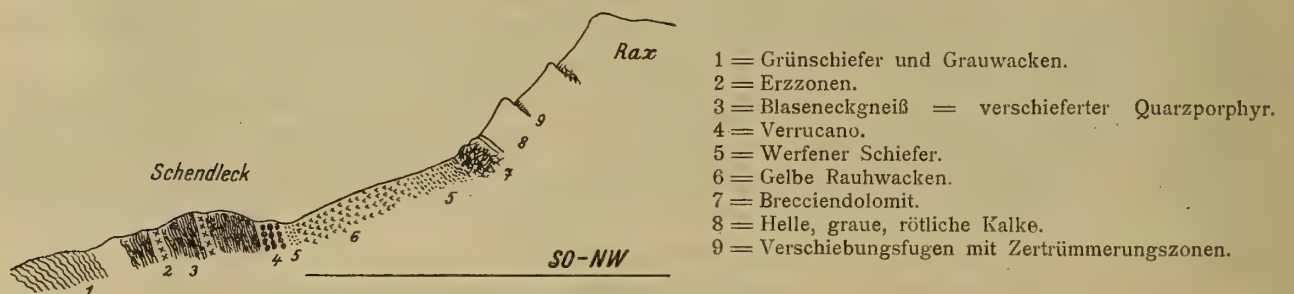 Rax
Schendleck
9
8
7
5
6
4
5
2
3
1
SO-NW
1 = Grünschiefer und Grauwacken.
2 = Erzzonen.
3 = Blaseneckgneiß = verschieferter Quarzporphyr.
4 = Verrucano.
5 = Werfener Schiefer.
6 = Gelbe Rauhwacken.
7 = Brecciendolomit.
8 = Helle, graue, rötliche Kalke.
9 = Verschiebungsfugen mit Zertrümmerungszonen.